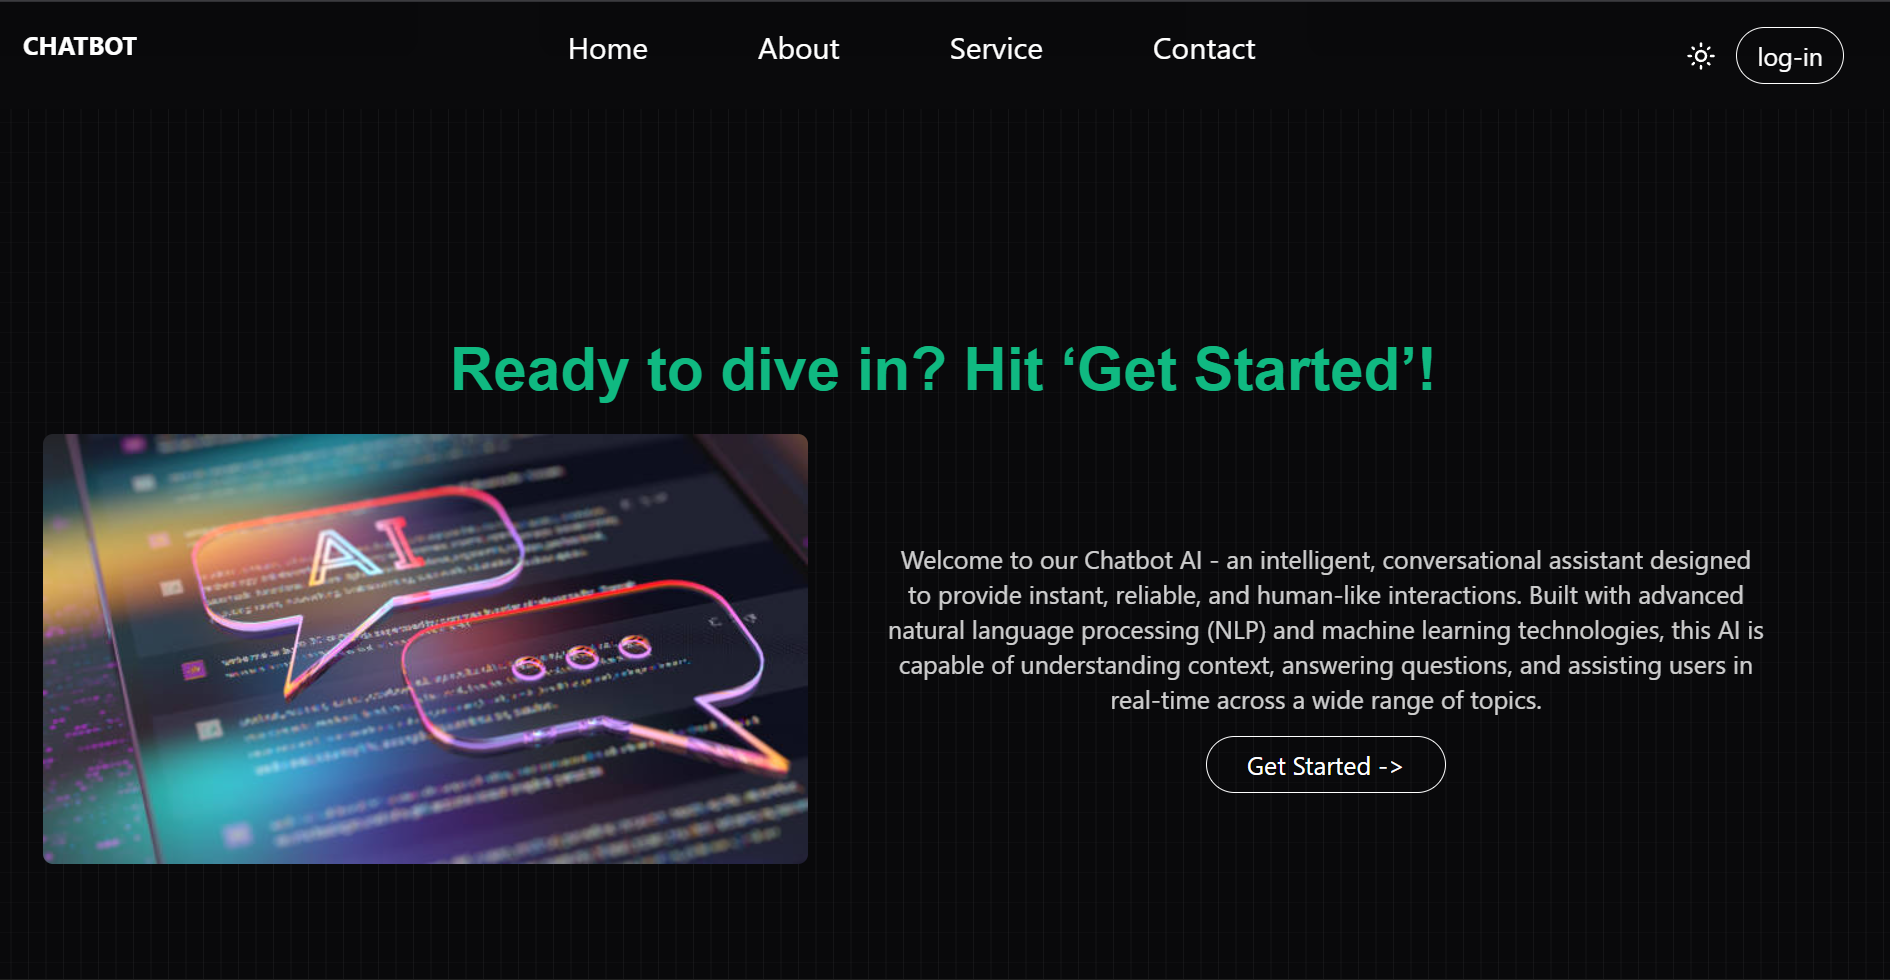 CHATBOT
Home
About
Service
Contact
log-in
Ready to dive in? Hit ‘Get Started’!
AI
Welcome to our Chatbot AI - an intelligent, conversational assistant designed
to provide instant, reliable, and human-like interactions. Built with advanced
natural language processing (NLP) and machine learning technologies, this AI is
capable of understanding context, answering questions, and assisting users in
real-time across a wide range of topics.
Get Started ->